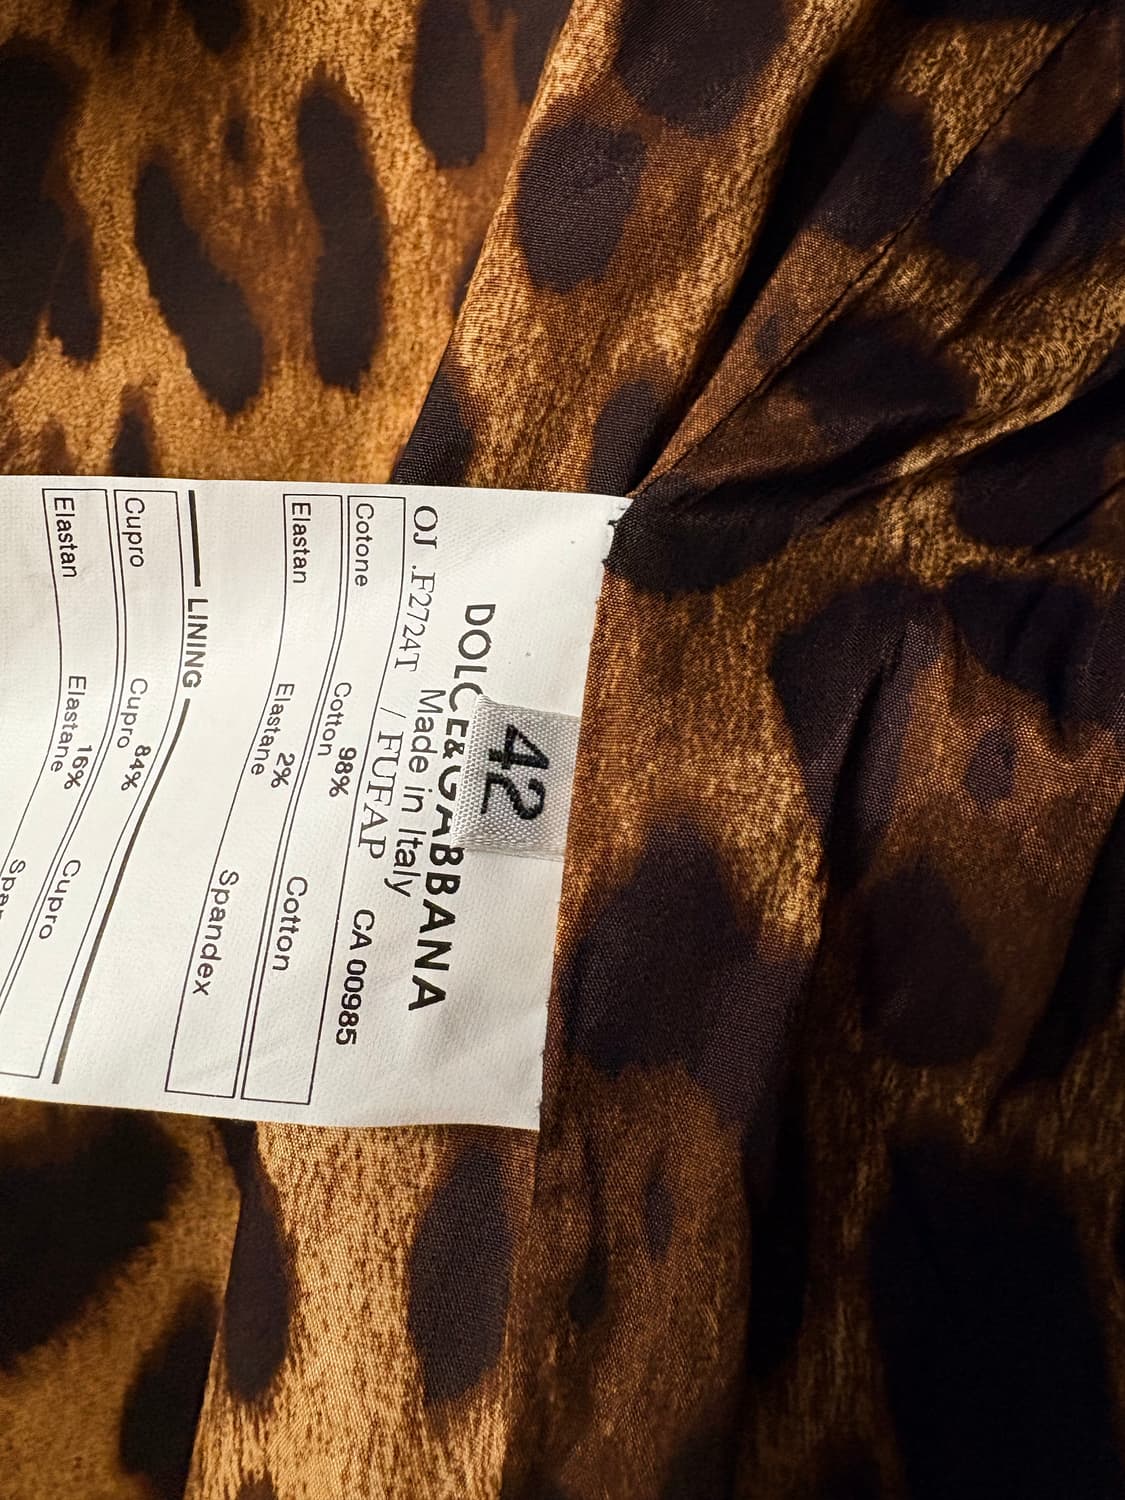 42
DOLCE&GABBANA
Made in Italy
OJ .F2724T / FUFAP CA 00985
Cotone Cotton 98% Cotton
Elastan Elastane 2% Spandex
LINING
Cupro Cupro 84% Cupro
Elastan Elastane 16%